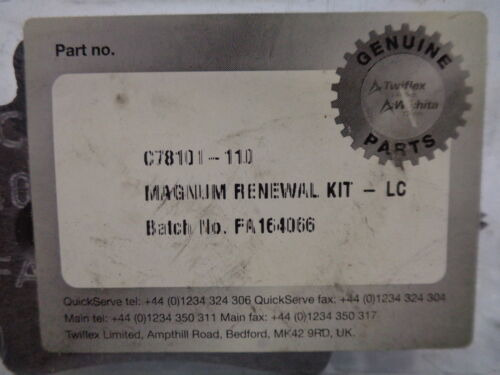 Part no.
GENUINE
Twiflex
Wichita
PARTS
C78101-110
MAGNUM RENEWAL KIT - LC
Batch No. FA164066
QuickServe tel: +44 (0)1234 324 306 QuickServe fax: +44 (0)1234 324 304
Main tel: +44 (0)1234 350 311 Main fax: +44 (0)1234 350 317
Twiflex Limited, Ampthill Road, Bedford, MK42 9RD, UK.